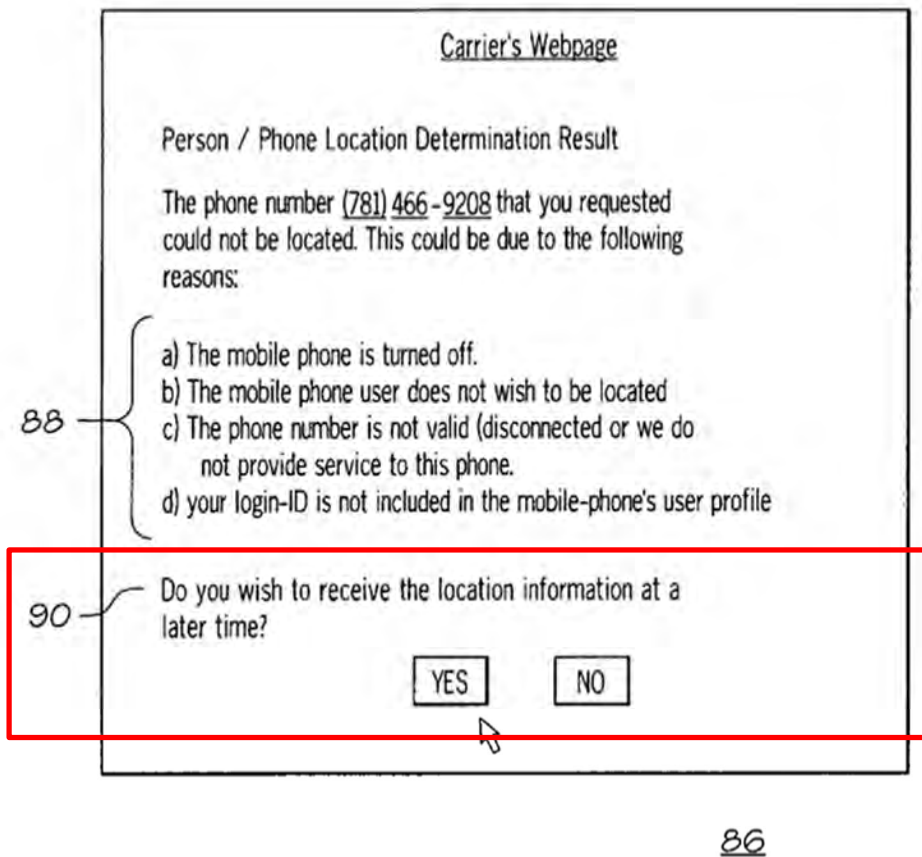 Carrier's Webpage
Person / Phone Location Determination Result
The phone number (781) 466-9208 that you requested
could not be located. This could be due to the following
reasons:
a) The mobile phone is turned off.
b) The mobile phone user does not wish to be located
c) The phone number is not valid (disconnected or we do
not provide service to this phone.
d) your login-ID is not included in the mobile-phone's user profile
88
Do you wish to receive the location information at a
later time?
90
YES NO
86